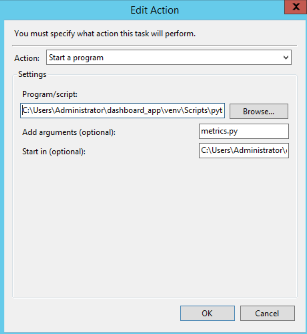 Edit Action
You must specify what action this task will perform.
Action: Start a program
Settings
Program/script:
C:\Users\Administrator\dashboard_app\venv\Scripts\pyt Browse...
Add arguments (optional): metrics.py
Start in (optional): C:\Users\Administrator\
OK Cancel